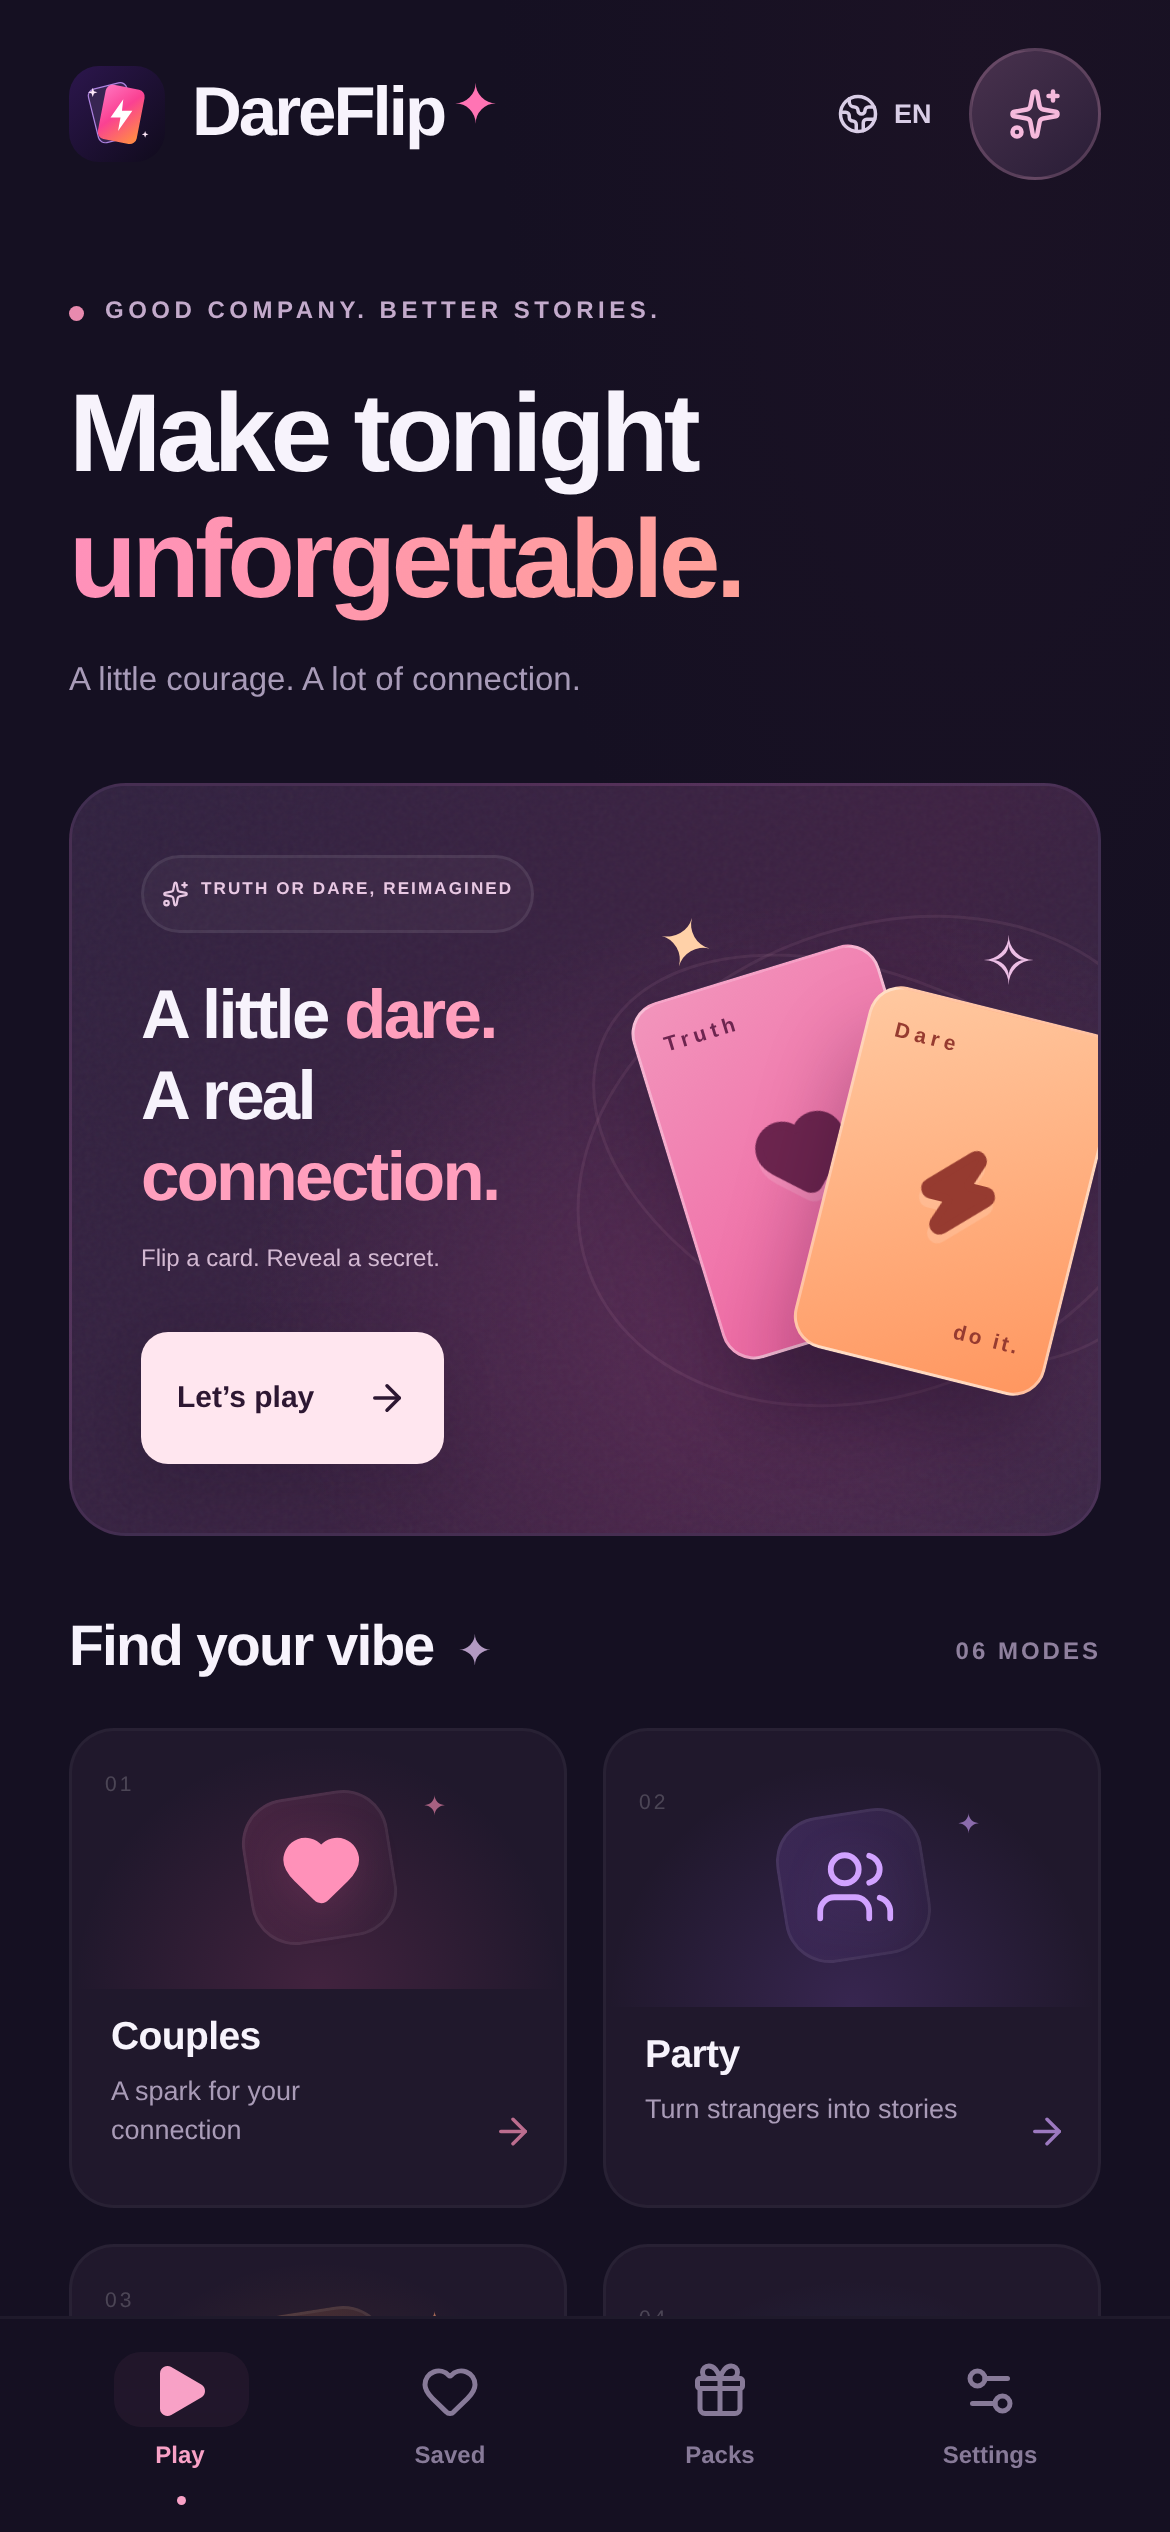 DareFlip
EN
GOOD COMPANY. BETTER STORIES.
Make tonight
unforgettable.
A little courage. A lot of connection.
TRUTH OR DARE, REIMAGINED
A little dare.
A real
connection.
Flip a card. Reveal a secret.
Let’s play
Truth
Dare
do it.
Find your vibe
06 MODES
01
Couples
A spark for your
connection
02
Party
Turn strangers into stories
03
04
Play
Saved
Packs
Settings